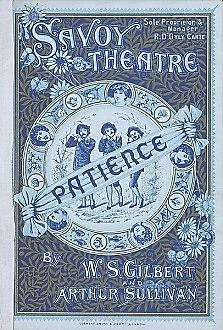 SAVOY
THEATRE
Sole Proprietor &
Manager
R. D'OYLY CARTE
PATIENCE
BY
W. S. GILBERT
AND
ARTHUR SULLIVAN